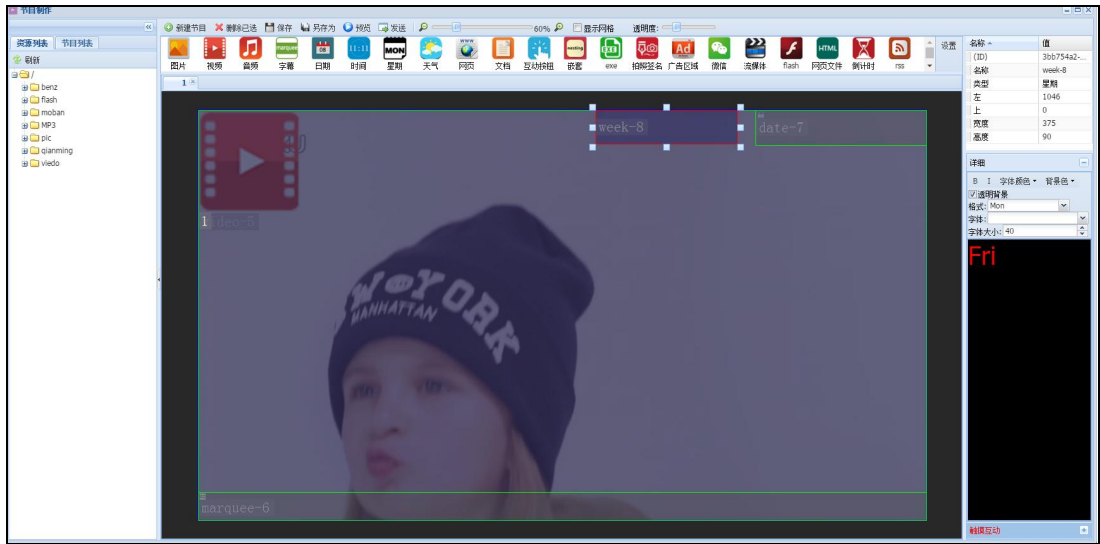 节目制作
新建节目 删除已选 保存 另存为 预览 发送 60% 显示网格 透明度:
资源列表 节目列表
刷新
/
benz
flash
moban
MP3
pic
qianming
viedo
MON
11:11
marquee
WWW
nesting
EXE
Ad
HTML
图片 视频 音频 字幕 日期 时间 星期 天气 网页 文档 互动按钮 嵌套 exe 拍照签名 广告区域 微信 流媒体 flash 网页文件 倒计时 rss
设置
1
week-8
date-7
1 deo-5
NEW YORK
MANHATTAN
marquee-6
名称 值
(ID) 3bb754a2-...
名称 week-8
类型 星期
左 1046
上 0
宽度 375
高度 90
详细
B I 字体颜色 背景色
透明背景
格式: Mon
字体:
字体大小: 40
Fri
触摸互动